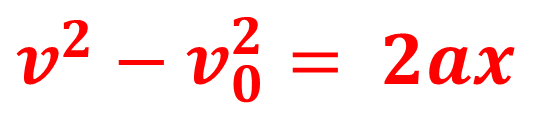 v² − v₀² = 2ax